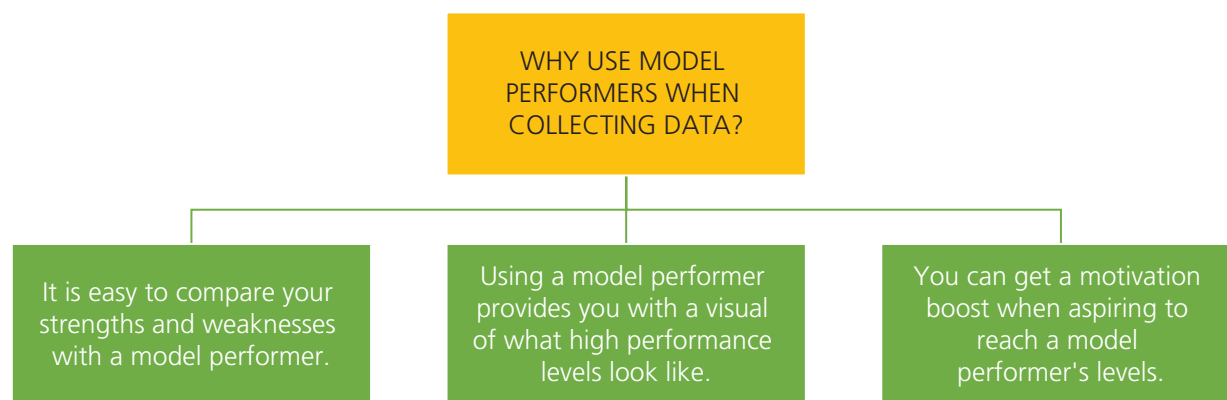 WHY USE MODEL
PERFORMERS WHEN
COLLECTING DATA?
It is easy to compare your
strengths and weaknesses
with a model performer.
Using a model performer
provides you with a visual
of what high performance
levels look like.
You can get a motivation
boost when aspiring to
reach a model
performer's levels.